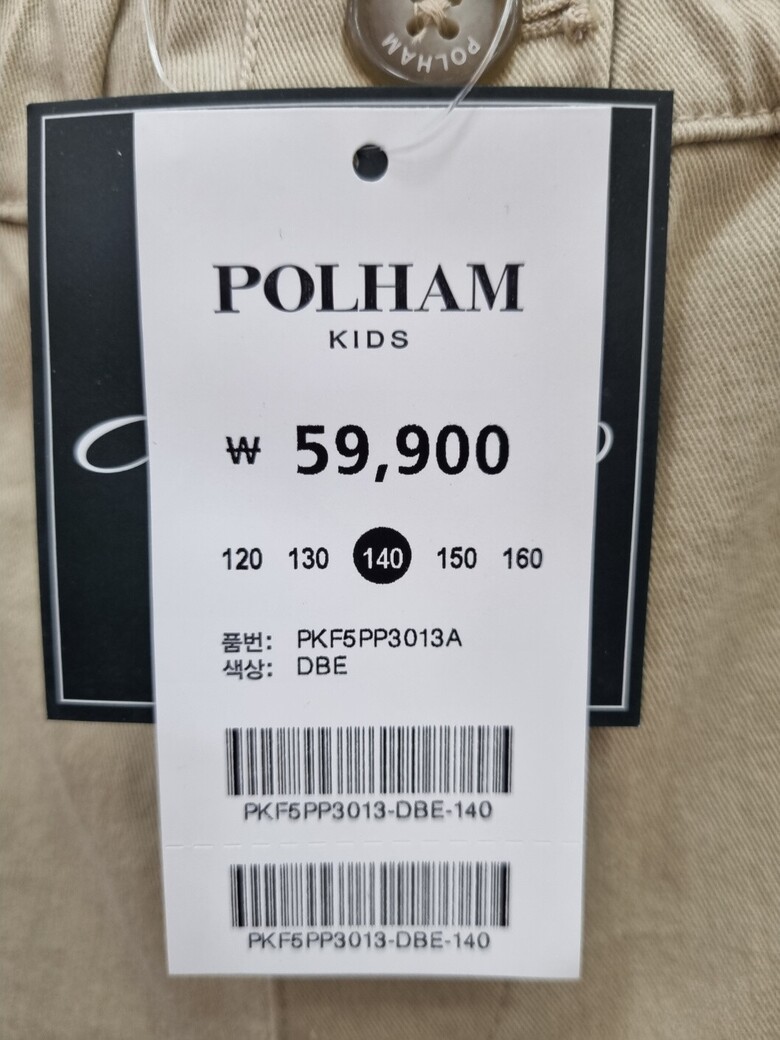 POLHAM
POLHAM
KIDS
₩ 59,900
120 130 140 150 160
품번: PKF5PP3013A
색상: DBE
PKF5PP3013-DBE-140
PKF5PP3013-DBE-140